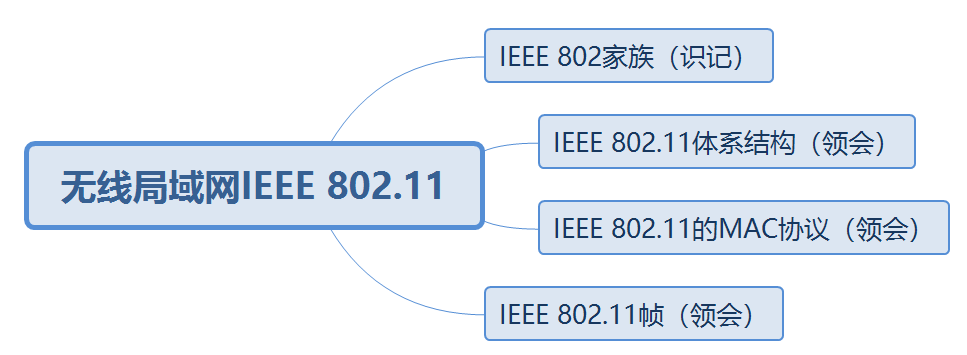 IEEE 802家族（识记）
IEEE 802.11体系结构（领会）
无线局域网IEEE 802.11
IEEE 802.11的MAC协议（领会）
IEEE 802.11帧（领会）